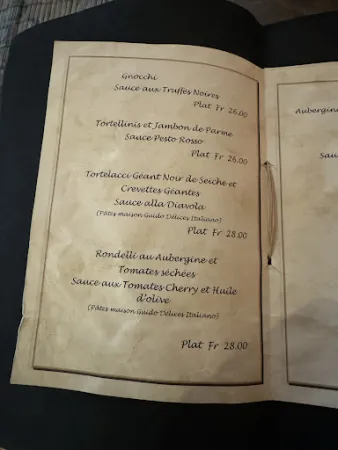 Gnocchi
Sauce aux Truffes Noires
Plat Fr 26.00
Tortellinis et Jambon de Parme
Sauce Pesto Rosso
Plat Fr 26.00
Tortelacci Geant Noir de Seiche et
Crevettes Géantes
Sauce alla Diavola
(Pâtes maison Guido Délices Italiano)
Plat Fr 28.00
Rondelli au Aubergine et
Tomates séchées
Sauce aux Tomates Cherry et Huile
d'olive
(Pâtes maison Guido Délices Italiano)
Plat Fr 28.00
Aubergine